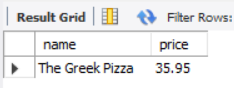 Result Grid Filter Rows:
name price
The Greek Pizza 35.95